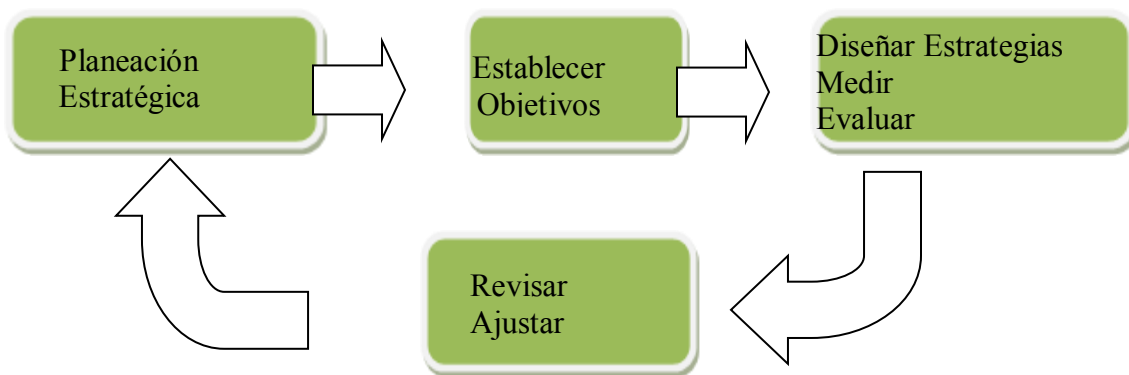 Planeación
Estratégica
Establecer
Objetivos
Diseñar Estrategias
Medir
Evaluar
Revisar
Ajustar